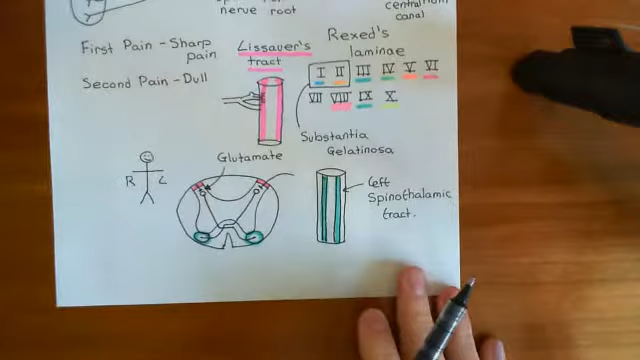 nerve root
central
canal
First Pain - Sharp
pain
Second Pain - Dull
Lissauer's
tract
Rexed's
laminae
I II III IV V VI
VII VIII IX X
Substantia
Gelatinosa
Glutamate
R L
Left
Spinothalamic
tract.